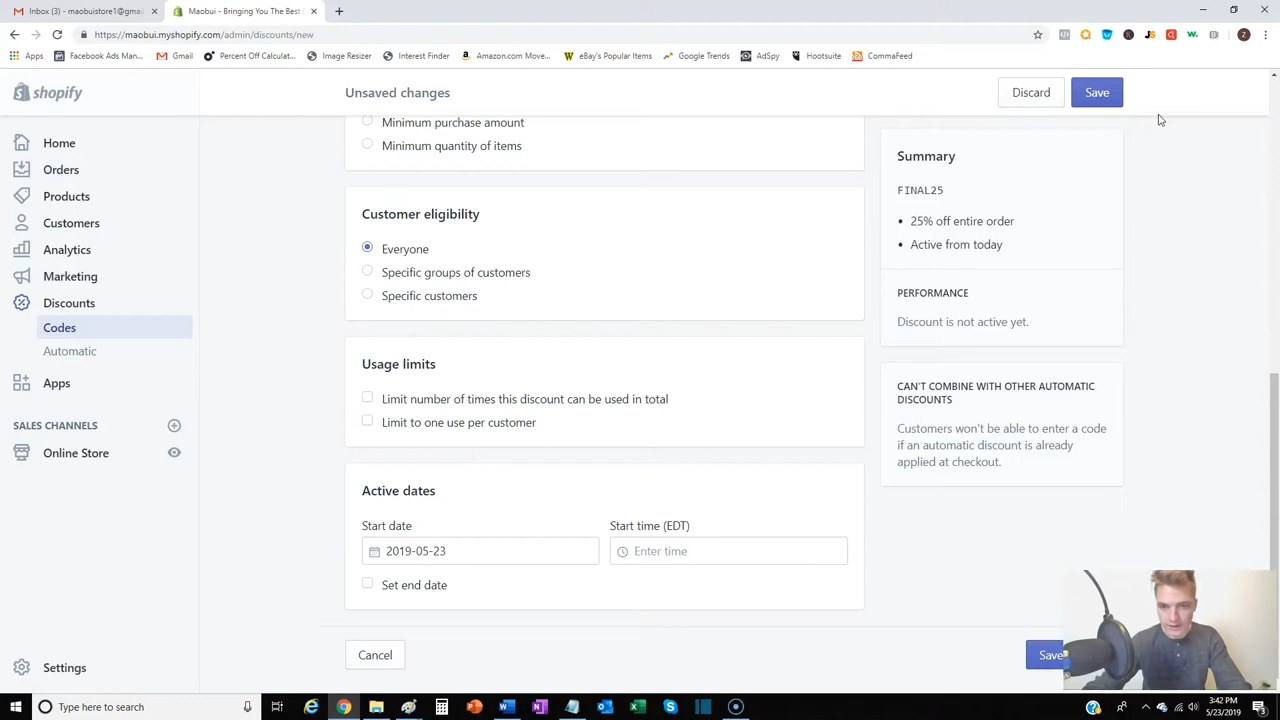 Inbox (3) - maobuistore1@gmai
Maobui - Bringing You The Best
https://maobui.myshopify.com/admin/discounts/new
Apps
Facebook Ads Man...
Gmail
Percent Off Calculat...
Image Resizer
Interest Finder
Amazon.com Move...
eBay's Popular Items
Google Trends
AdSpy
Hootsuite
CommaFeed
shopify
Unsaved changes
Discard
Save
Home
Orders
Products
Customers
Analytics
Marketing
Discounts
Codes
Automatic
Apps
SALES CHANNELS
Online Store
Settings
Minimum purchase amount
Minimum quantity of items
Customer eligibility
Everyone
Specific groups of customers
Specific customers
Usage limits
Limit number of times this discount can be used in total
Limit to one use per customer
Active dates
Start date
Start time (EDT)
2019-05-23
Enter time
Set end date
Cancel
Save
Summary
FINAL25
• 25% off entire order
• Active from today
PERFORMANCE
Discount is not active yet.
CAN'T COMBINE WITH OTHER AUTOMATIC
DISCOUNTS
Customers won't be able to enter a code
if an automatic discount is already
applied at checkout.
Type here to search
3:42 PM
5/23/2019